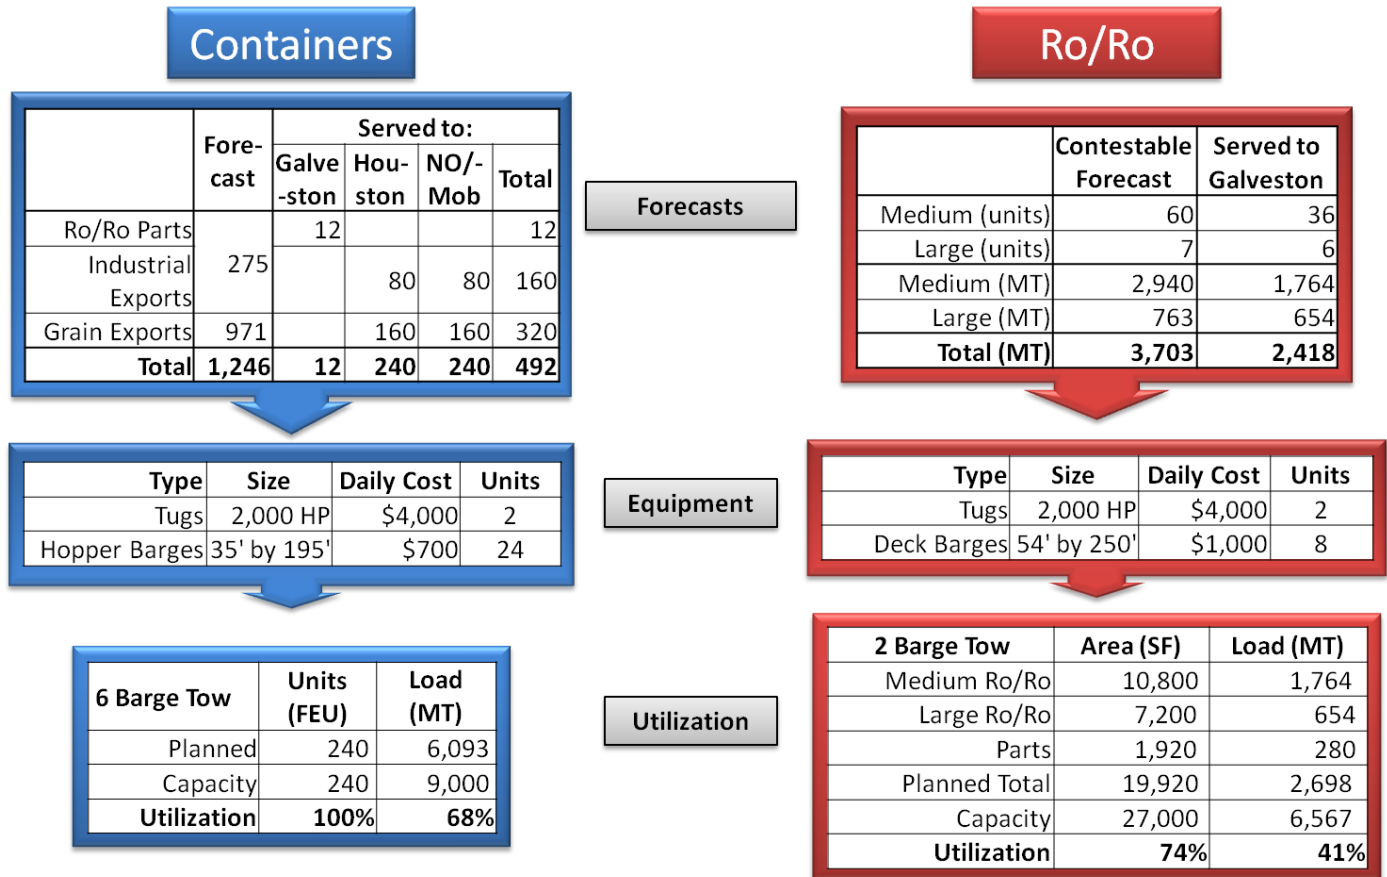 Containers
Ro/Ro
Fore-
cast
Served to:
Galve
-ston
Hou-
ston
NO/-
Mob
Total
Ro/Ro Parts 12 12
Industrial
Exports
275 80 80 160
Grain Exports 971 160 160 320
Total 1,246 12 240 240 492
Forecasts
Contestable
Forecast
Served to
Galveston
Medium (units) 60 36
Large (units) 7 6
Medium (MT) 2,940 1,764
Large (MT) 763 654
Total (MT) 3,703 2,418
Type Size Daily Cost Units
Tugs 2,000 HP $4,000 2
Hopper Barges 35' by 195' $700 24
Equipment
Type Size Daily Cost Units
Tugs 2,000 HP $4,000 2
Deck Barges 54' by 250' $1,000 8
6 Barge Tow
Units
(FEU)
Load
(MT)
Planned 240 6,093
Capacity 240 9,000
Utilization 100% 68%
Utilization
2 Barge Tow Area (SF) Load (MT)
Medium Ro/Ro 10,800 1,764
Large Ro/Ro 7,200 654
Parts 1,920 280
Planned Total 19,920 2,698
Capacity 27,000 6,567
Utilization 74% 41%